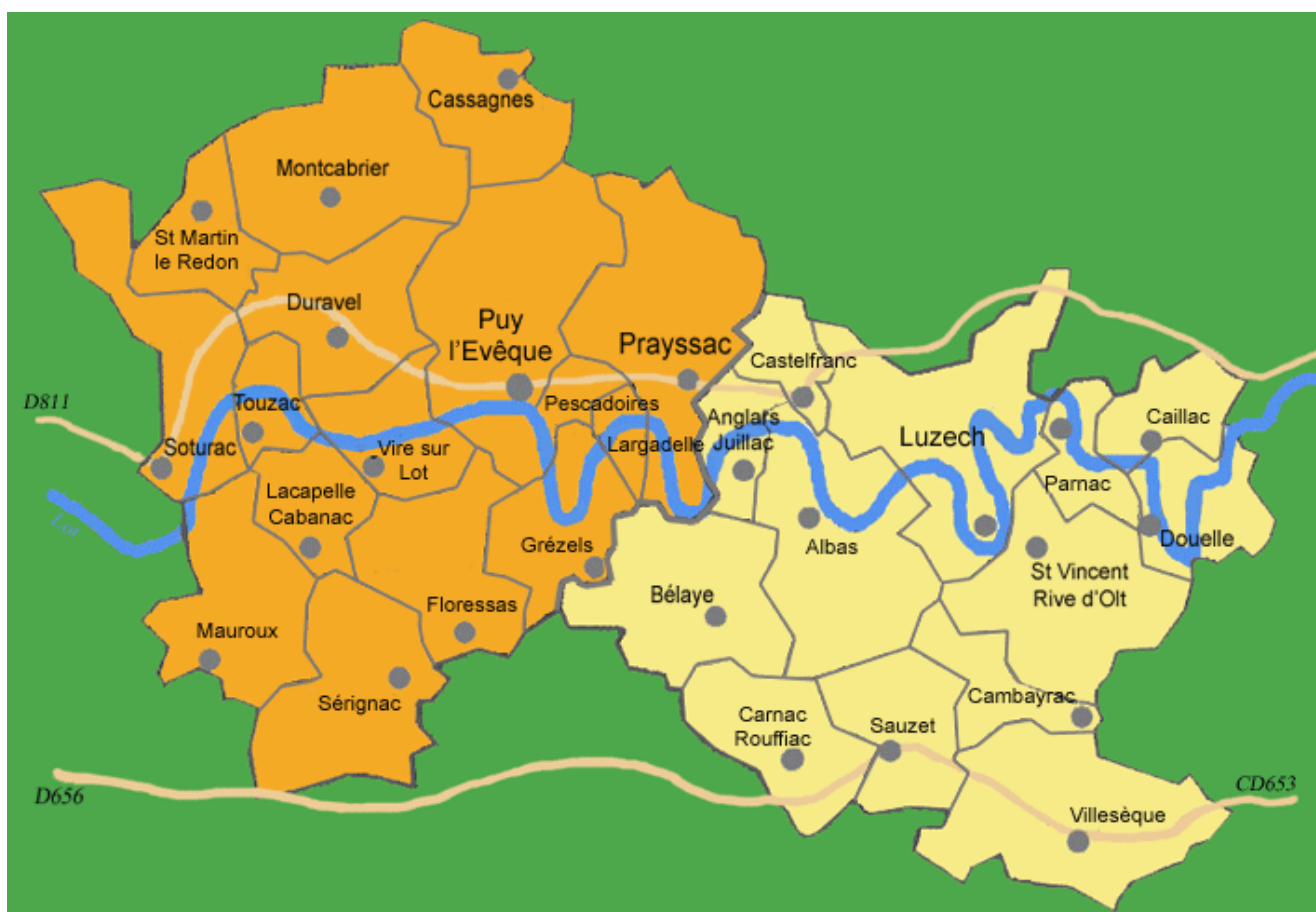 Cassagnes
Montcabrier
St Martin
le Redon
Duravel
Puy
l'Evêque
Prayssac
Castelfranc
D811
Touzac
Pescadoires
Anglars
Juillac
Largadelle
Luzech
Caillac
Soturac
Vire sur
Lot
Parnac
Lacapelle
Cabanac
Lot
Grézels
Albas
Douelle
St Vincent
Rive d'Olt
Bélaye
Floressas
Mauroux
Sérignac
Cambayrac
Carnac
Rouffiac
Sauzet
D656
CD653
Villesèque